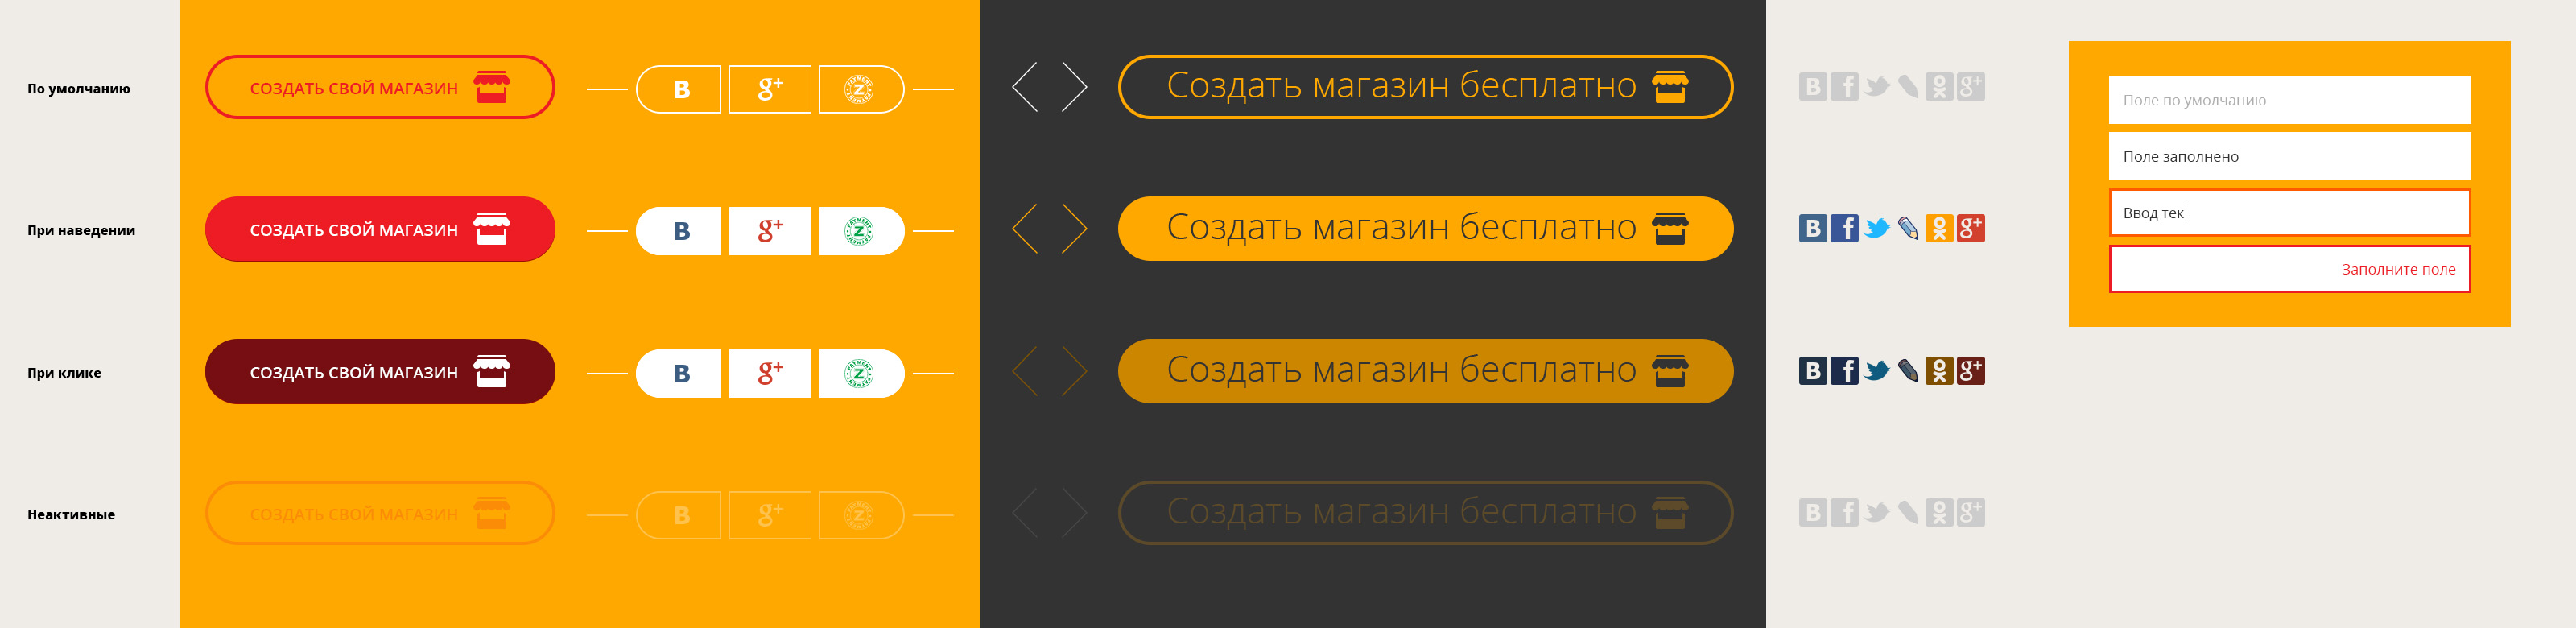 По умолчанию
СОЗДАТЬ СВОЙ МАГАЗИН
B g+ Z
Создать магазин бесплатно
B f g+
Поле по умолчанию
Поле заполнено
Ввод тек
Заполните поле
При наведении
СОЗДАТЬ СВОЙ МАГАЗИН
B g+ Z
Создать магазин бесплатно
B f g+
При клике
СОЗДАТЬ СВОЙ МАГАЗИН
B g+ Z
Создать магазин бесплатно
B f g+
Неактивные
СОЗДАТЬ СВОЙ МАГАЗИН
B g+ Z
Создать магазин бесплатно
B f g+